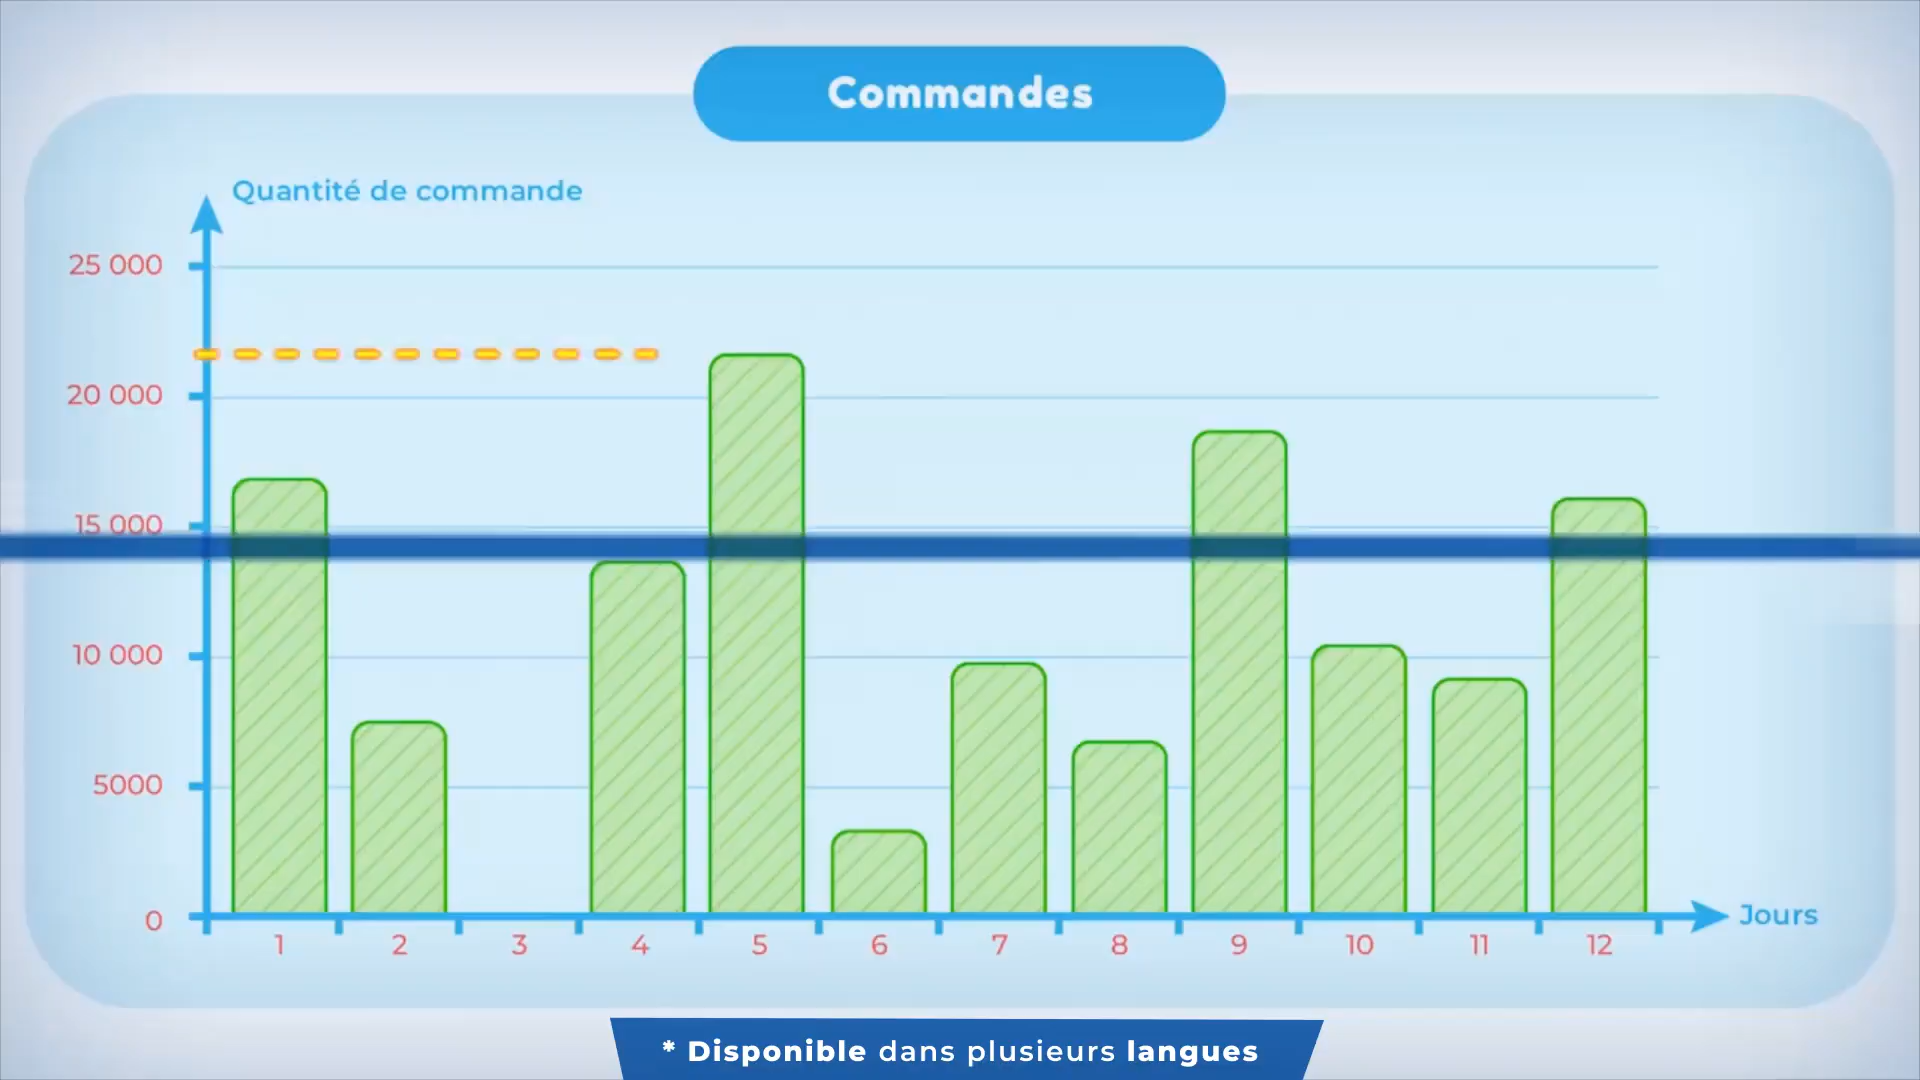 Commandes
Quantité de commande
25 000
20 000
15 000
10 000
5000
0
1 2 3 4 5 6 7 8 9 10 11 12
Jours
* Disponible dans plusieurs langues